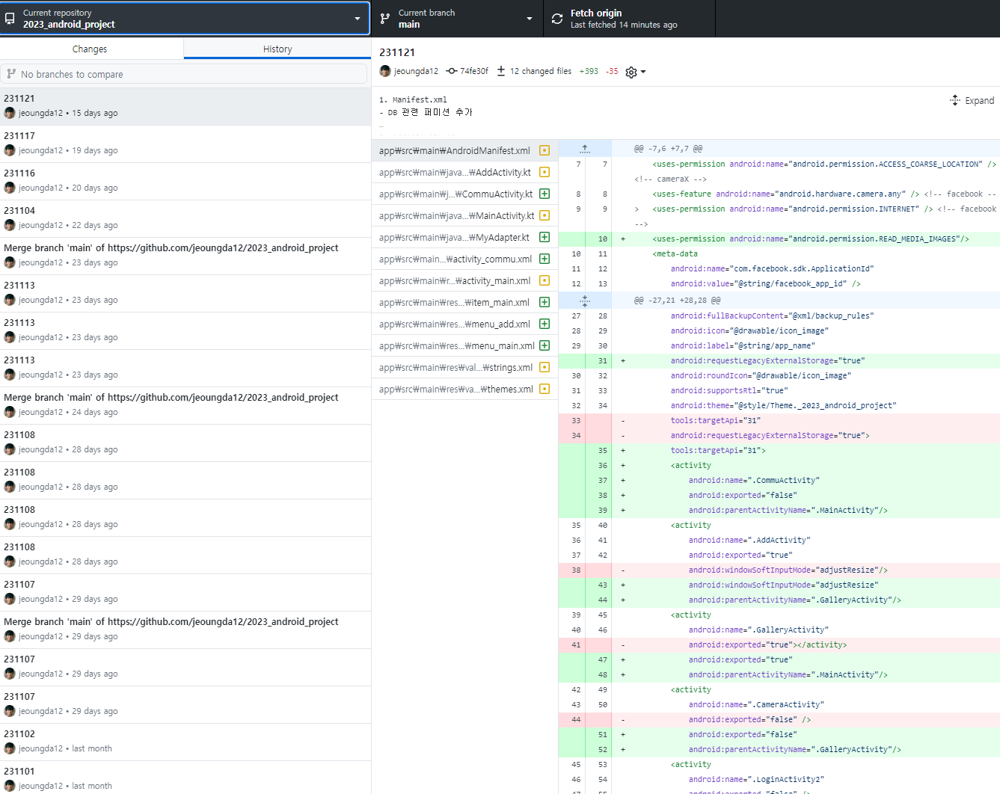 Current repository
2023_android_project
Current branch
main
Fetch origin
Last fetched 14 minutes ago
Changes
History
No branches to compare
231121
jeoungda12 • 15 days ago
231117
jeoungda12 • 19 days ago
231116
jeoungda12 • 20 days ago
231104
jeoungda12 • 22 days ago
Merge branch 'main' of https://github.com/jeoungda12/2023_android_project
jeoungda12 • 23 days ago
231113
jeoungda12 • 23 days ago
231113
jeoungda12 • 23 days ago
231113
jeoungda12 • 23 days ago
Merge branch 'main' of https://github.com/jeoungda12/2023_android_project
jeoungda12 • 24 days ago
231108
jeoungda12 • 28 days ago
231108
jeoungda12 • 28 days ago
231108
jeoungda12 • 28 days ago
231108
jeoungda12 • 28 days ago
231107
jeoungda12 • 29 days ago
Merge branch 'main' of https://github.com/jeoungda12/2023_android_project
jeoungda12 • 29 days ago
231107
jeoungda12 • 29 days ago
231107
jeoungda12 • 29 days ago
231102
jeoungda12 • last month
231101
jeoungda12 • last month
231121
jeoungda12 74fe30f 12 changed files +393 -35
1. Manifest.xml
- DB 관련 퍼미션 추가
Expand
app₩src₩main₩AndroidManifest.xml
app₩src₩main₩java...₩AddActivity.kt
app₩src₩main₩j...₩CommuActivity.kt
app₩src₩main₩java...₩MainActivity.kt
app₩src₩main₩java...₩MyAdapter.kt
app₩src₩main...₩activity_commu.xml
app₩src₩main₩r...₩activity_main.xml
app₩src₩main₩res...₩item_main.xml
app₩src₩main₩res...₩menu_add.xml
app₩src₩main₩res...₩menu_main.xml
app₩src₩main₩res₩val...₩strings.xml
app₩src₩main₩res₩va...₩themes.xml
@@ -7,6 +7,7 @@
7 7 <uses-permission android:name="android.permission.ACCESS_COARSE_LOCATION" />
<!-- cameraX -->
8 8 <uses-feature android:name="android.hardware.camera.any" /> <!-- facebook --
9 9 > <uses-permission android:name="android.permission.INTERNET" /> <!-- facebook
-->
10 + <uses-permission android:name="android.permission.READ_MEDIA_IMAGES"/>
10 11 <meta-data
11 12 android:name="com.facebook.sdk.ApplicationId"
12 13 android:value="@string/facebook_app_id" />
@@ -27,21 +28,28 @@
27 28 android:fullBackupContent="@xml/backup_rules"
28 29 android:icon="@drawable/icon_image"
29 30 android:label="@string/app_name"
31 + android:requestLegacyExternalStorage="true"
30 32 android:roundIcon="@drawable/icon_image"
31 33 android:supportsRtl="true"
32 34 android:theme="@style/Theme._2023_android_project"
33 - tools:targetApi="31"
34 - android:requestLegacyExternalStorage="true">
35 + tools:targetApi="31">
36 + <activity
37 + android:name=".CommuActivity"
38 + android:exported="false"
39 + android:parentActivityName=".MainActivity"/>
35 40 <activity
36 41 android:name=".AddActivity"
37 42 android:exported="true"
38 - android:windowSoftInputMode="adjustResize"/>
43 + android:windowSoftInputMode="adjustResize"
44 + android:parentActivityName=".GalleryActivity"/>
39 45 <activity
40 46 android:name=".GalleryActivity"
41 - android:exported="true"></activity>
47 + android:exported="true"
48 + android:parentActivityName=".MainActivity"/>
42 49 <activity
43 50 android:name=".CameraActivity"
44 - android:exported="false" />
51 + android:exported="false"
52 + android:parentActivityName=".GalleryActivity"/>
45 53 <activity
46 54 android:name=".LoginActivity2"
47 55 android:exported="false" />